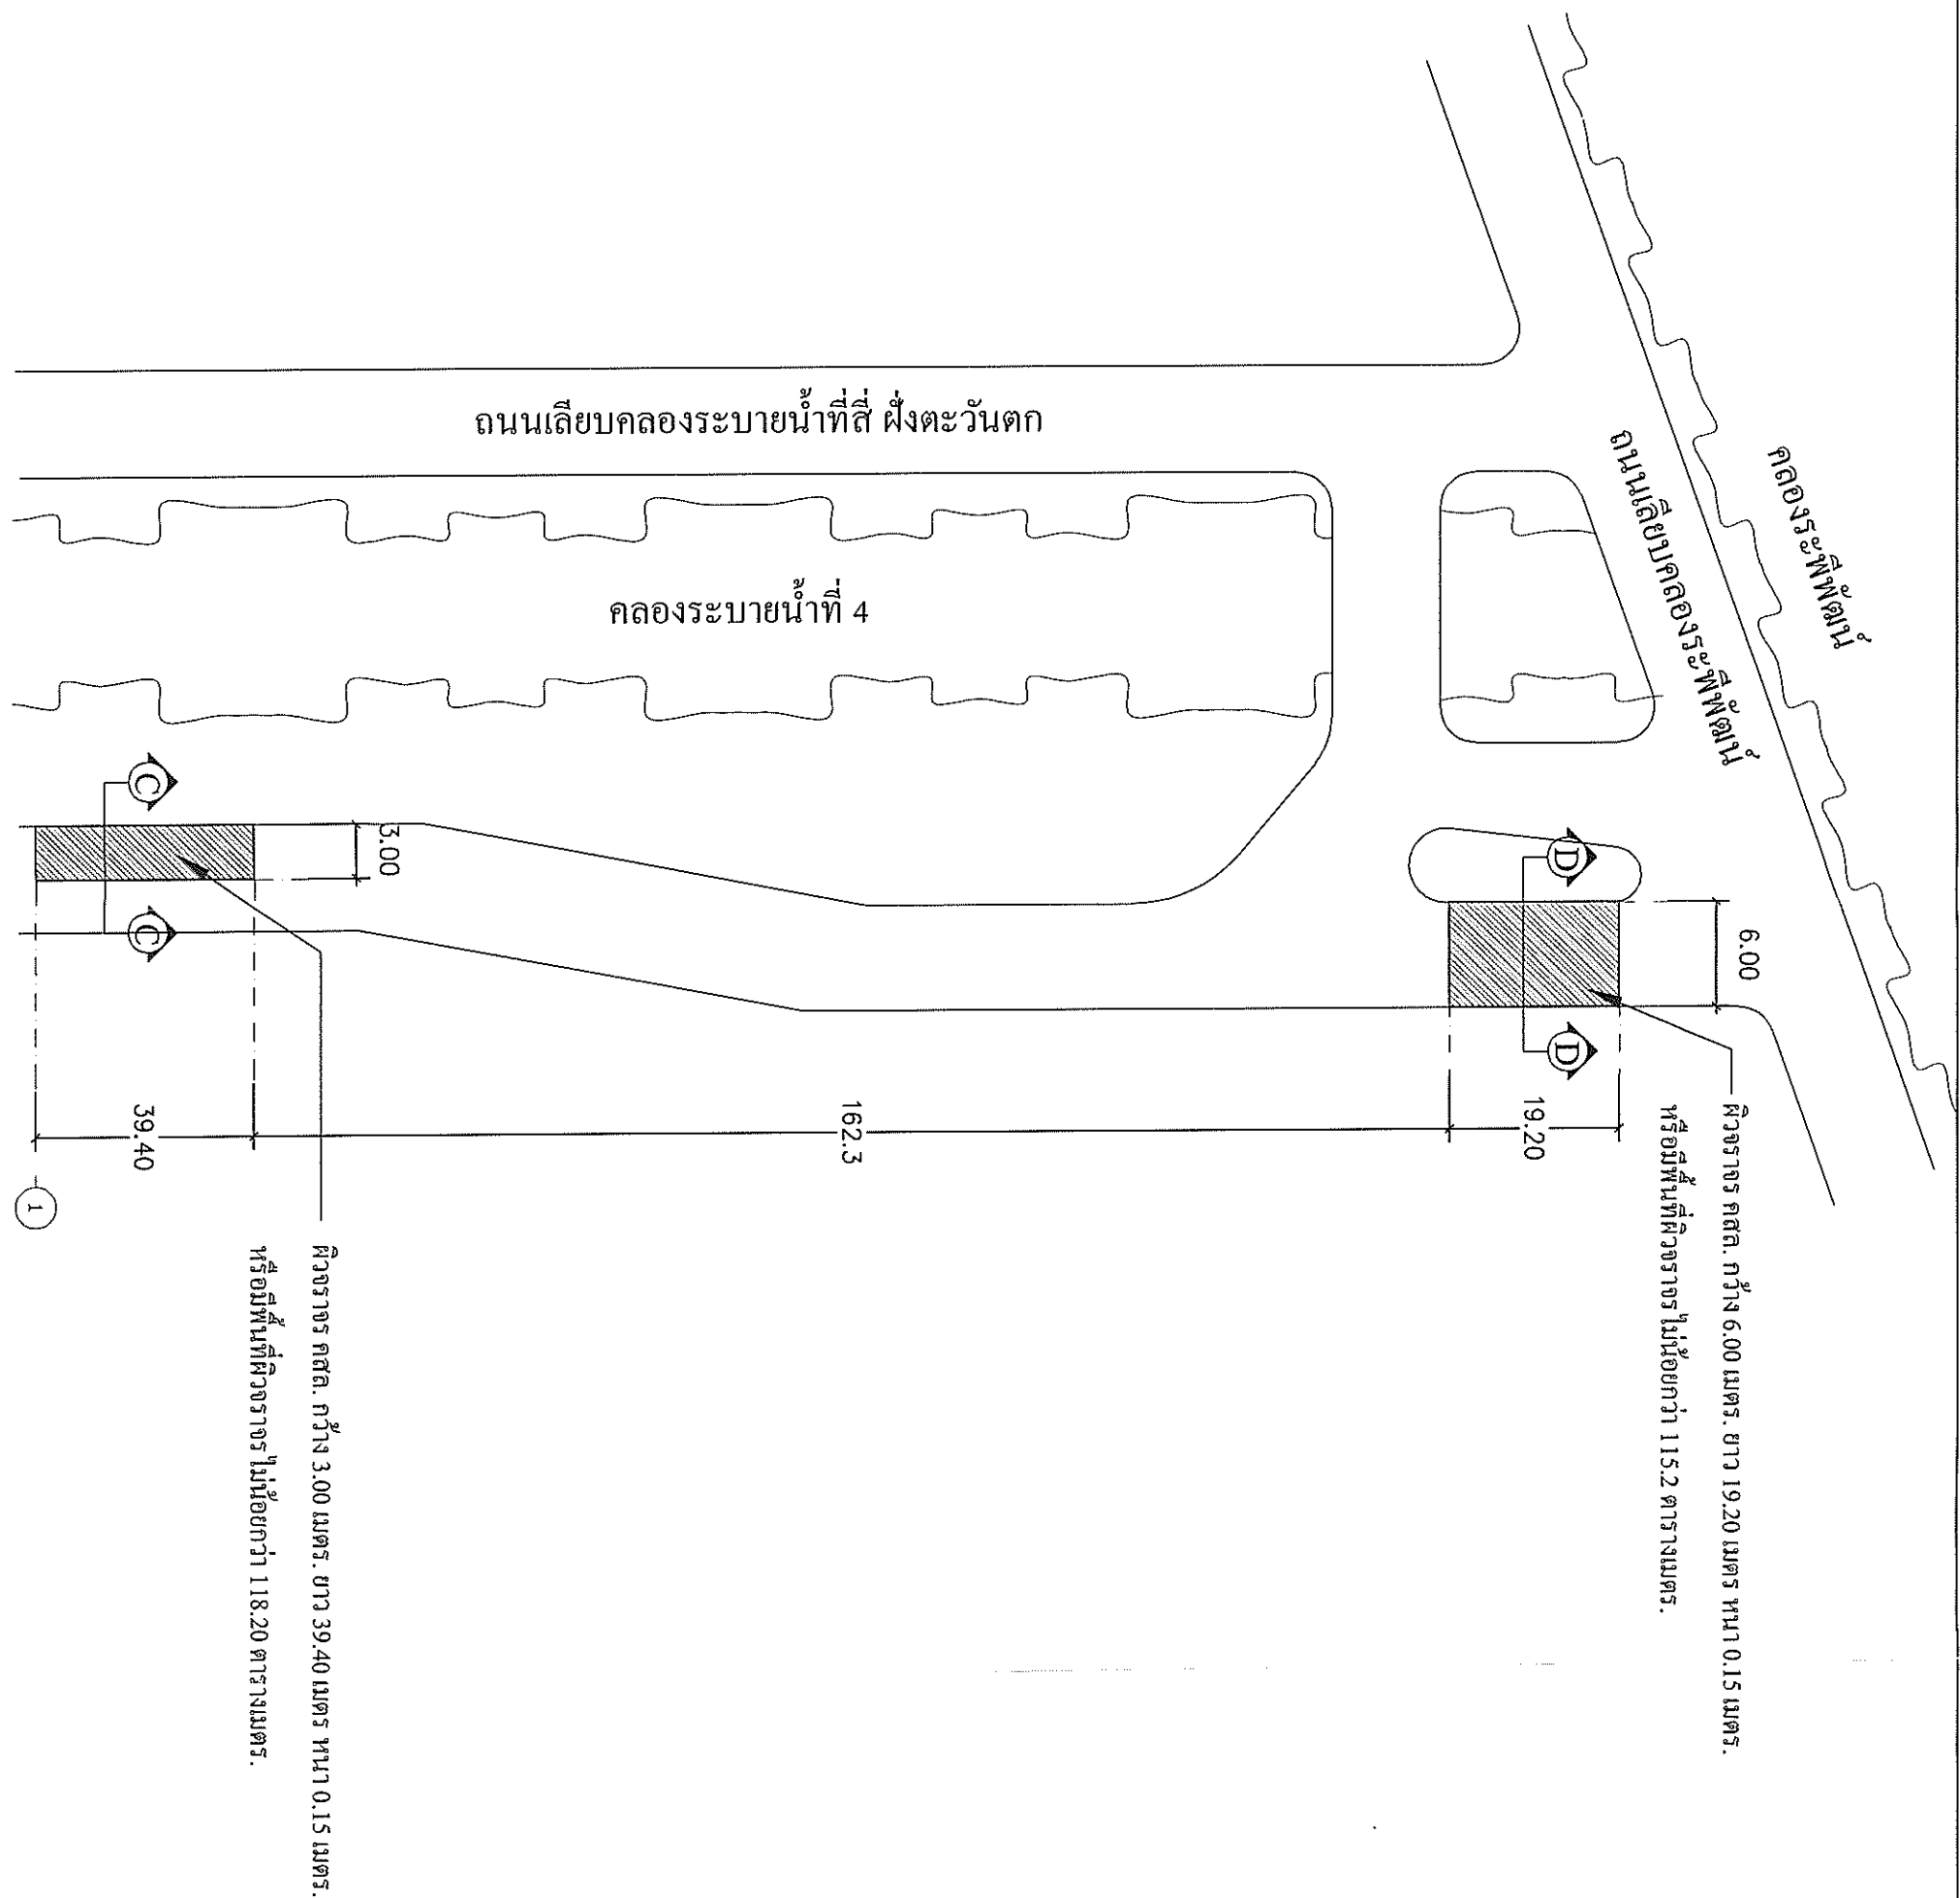 คลองระพีพัฒน์
ถนนเลียบคลองระพีพัฒน์
ถนนเลียบคลองระบายน้ำที่สี่ ฝั่งตะวันตก
คลองระบายน้ำที่ 4
C
C
3.00
D
D
6.00
39.40
162.3
19.20
1
ผิวจราจร คสล. กว้าง 6.00 เมตร. ยาว 19.20 เมตร หนา 0.15 เมตร.
หรือมีพื้นที่ผิวจราจร ไม่น้อยกว่า 115.2 ตารางเมตร.
ผิวจราจร คสล. กว้าง 3.00 เมตร. ยาว 39.40 เมตร หนา 0.15 เมตร.
หรือมีพื้นที่ผิวจราจร ไม่น้อยกว่า 118.20 ตารางเมตร.